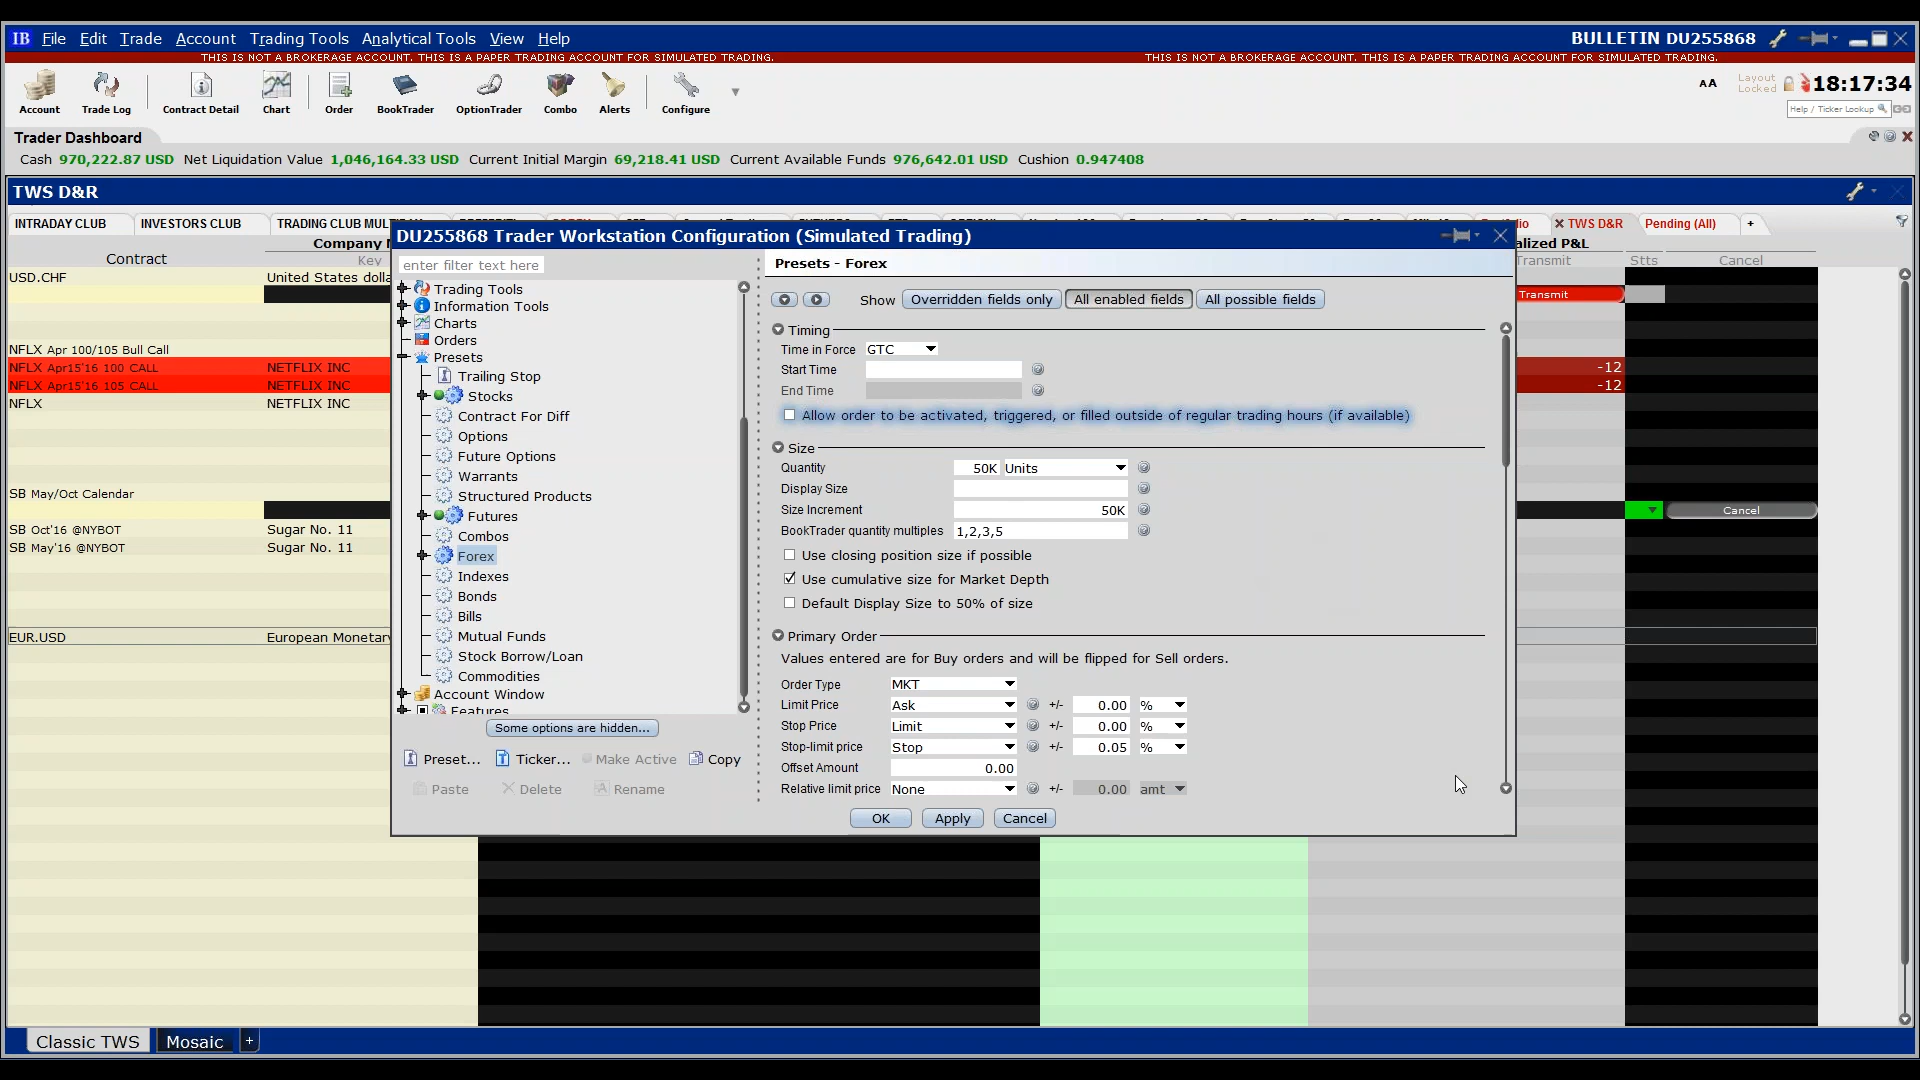 IB File Edit Trade Account Trading Tools Analytical Tools View Help BULLETIN DU255868
THIS IS NOT A BROKERAGE ACCOUNT. THIS IS A PAPER TRADING ACCOUNT FOR SIMULATED TRADING. THIS IS NOT A BROKERAGE ACCOUNT. THIS IS A PAPER TRADING ACCOUNT FOR SIMULATED TRADING.
Account Trade Log Contract Detail Chart Order BookTrader OptionTrader Combo Alerts Configure
AA Layout Locked 18:17:34
Help / Ticker Lookup
Trader Dashboard
Cash 970,222.87 USD Net Liquidation Value 1,046,164.33 USD Current Initial Margin 69,218.41 USD Current Available Funds 976,642.01 USD Cushion 0.947408
TWS D&R
INTRADAY CLUB INVESTORS CLUB TRADING CLUB TWS D&R Pending (All) +
Contract Company Key
alized P&L
Transmit Stts Cancel
USD.CHF United States dolla
Transmit
NFLX Apr 100/105 Bull Call
NFLX Apr15'16 100 CALL NETFLIX INC -12
NFLX Apr15'16 105 CALL NETFLIX INC -12
NFLX NETFLIX INC
SB May/Oct Calendar
Cancel
SB Oct'16 @NYBOT Sugar No. 11
SB May'16 @NYBOT Sugar No. 11
EUR.USD European Monetary
DU255868 Trader Workstation Configuration (Simulated Trading)
enter filter text here
Trading Tools
Information Tools
Charts
Orders
Presets
Trailing Stop
Stocks
Contract For Diff
Options
Future Options
Warrants
Structured Products
Futures
Combos
Forex
Indexes
Bonds
Bills
Mutual Funds
Stock Borrow/Loan
Commodities
Account Window
Features
Some options are hidden...
Preset... Ticker... Make Active Copy
Paste Delete Rename
Presets - Forex
Show Overridden fields only All enabled fields All possible fields
Timing
Time in Force GTC
Start Time
End Time
Allow order to be activated, triggered, or filled outside of regular trading hours (if available)
Size
Quantity 50K Units
Display Size
Size Increment 50K
BookTrader quantity multiples 1,2,3,5
Use closing position size if possible
Use cumulative size for Market Depth
Default Display Size to 50% of size
Primary Order
Values entered are for Buy orders and will be flipped for Sell orders.
Order Type MKT
Limit Price Ask +/- 0.00 %
Stop Price Limit +/- 0.00 %
Stop-limit price Stop +/- 0.05 %
Offset Amount 0.00
Relative limit price None +/- 0.00 amt
OK Apply Cancel
Classic TWS Mosaic +